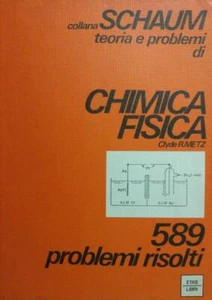 collana SCHAUM
teoria e problemi
di
CHIMICA
FISICA
Clyde R.METZ
589
problemi risolti
ETAS
LIBRI